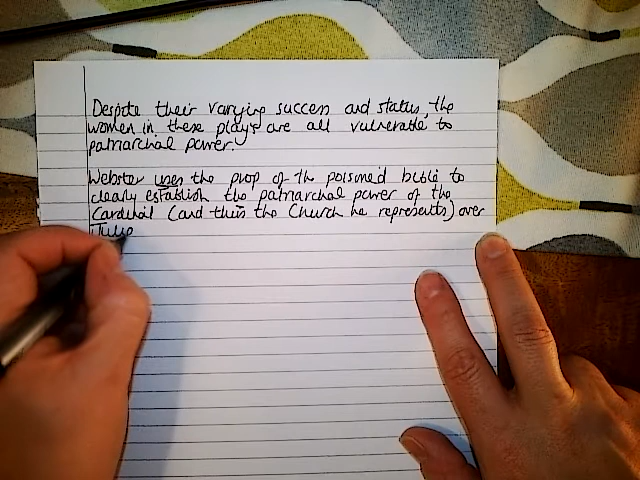 Despite their varying success and status, the
women in these plays are all vulnerable to
patriarchal power.
Webster uses the prop of the poisoned bible to
clearly establish the patriarchal power of the
Cardinal (and thus the Church he represents) over